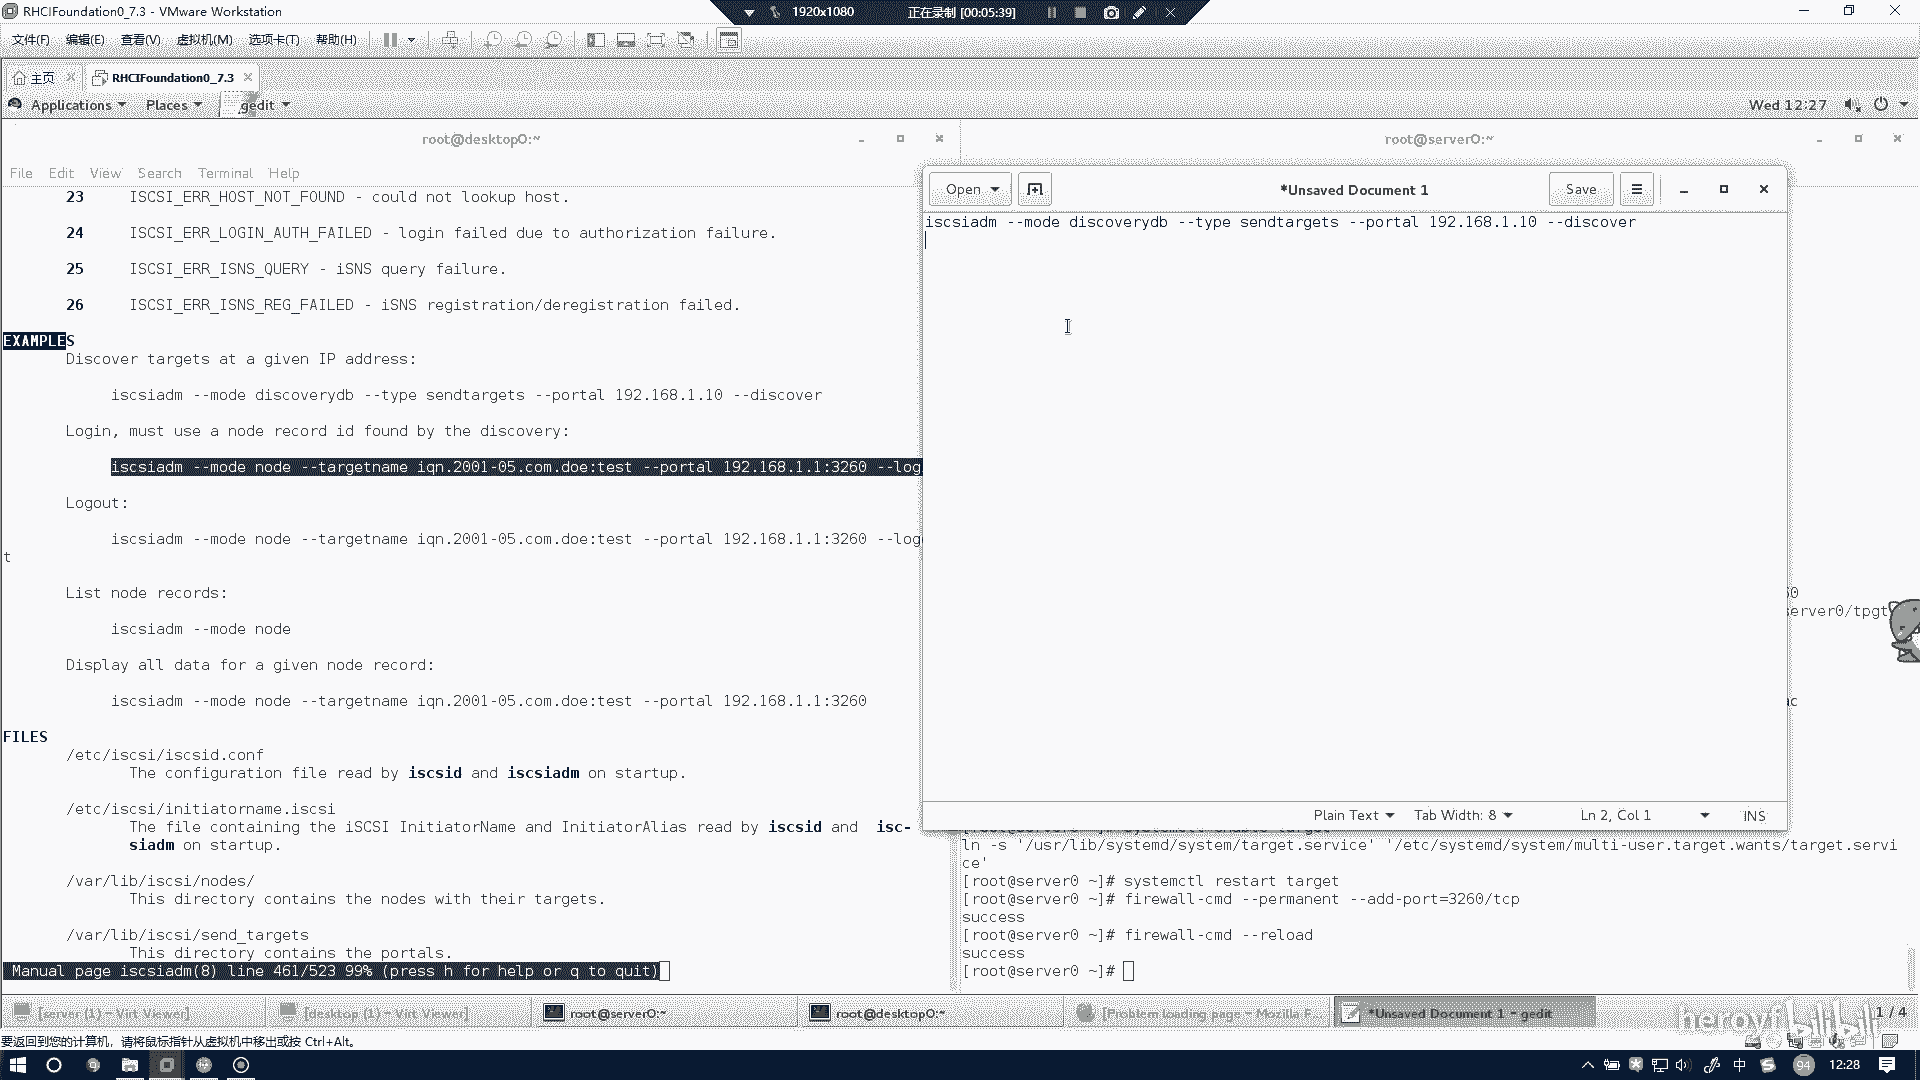 RHCIFoundation0_7.3 - VMware Workstation
1920x1080 正在录制 [00:05:39]
文件(F) 编辑(E) 查看(V) 虚拟机(M) 选项卡(T) 帮助(H)
主页 RHCIFoundation0_7.3
Applications Places gedit Wed 12:27
root@desktop0:~
root@server0:~
File Edit View Search Terminal Help
23 ISCSI_ERR_HOST_NOT_FOUND - could not lookup host.
24 ISCSI_ERR_LOGIN_AUTH_FAILED - login failed due to authorization failure.
25 ISCSI_ERR_ISNS_QUERY - iSNS query failure.
26 ISCSI_ERR_ISNS_REG_FAILED - iSNS registration/deregistration failed.
EXAMPLES
Discover targets at a given IP address:
iscsiadm --mode discoverydb --type sendtargets --portal 192.168.1.10 --discover
Login, must use a node record id found by the discovery:
iscsiadm --mode node --targetname iqn.2001-05.com.doe:test --portal 192.168.1.1:3260 --log
Logout:
iscsiadm --mode node --targetname iqn.2001-05.com.doe:test --portal 192.168.1.1:3260 --log
t
List node records:
iscsiadm --mode node
Display all data for a given node record:
iscsiadm --mode node --targetname iqn.2001-05.com.doe:test --portal 192.168.1.1:3260
FILES
/etc/iscsi/iscsid.conf
The configuration file read by iscsid and iscsiadm on startup.
/etc/iscsi/initiatorname.iscsi
The file containing the iSCSI InitiatorName and InitiatorAlias read by iscsid and isc-
siadm on startup.
/var/lib/iscsi/nodes/
This directory contains the nodes with their targets.
/var/lib/iscsi/send_targets
This directory contains the portals.
Manual page iscsiadm(8) line 461/523 99% (press h for help or q to quit)
Open *Unsaved Document 1 Save
iscsiadm --mode discoverydb --type sendtargets --portal 192.168.1.10 --discover
Plain Text Tab Width: 8 Ln 2, Col 1 INS
erver0/tpgt
ln -s '/usr/lib/systemd/system/target.service' '/etc/systemd/system/multi-user.target.wants/target.servi
ce'
[root@server0 ~]# systemctl restart target
[root@server0 ~]# firewall-cmd --permanent --add-port=3260/tcp
success
[root@server0 ~]# firewall-cmd --reload
success
[root@server0 ~]#
[server (1) - Virt Viewer] [desktop (1) - Virt Viewer] root@server0:~ root@desktop0:~ [Problem loading page - Mozilla F... *Unsaved Document 1 - gedit 1 / 4
heroyf bilibili
要返回到您的计算机，请将鼠标指针从虚拟机中移出或按 Ctrl+Alt。
中 94 12:28